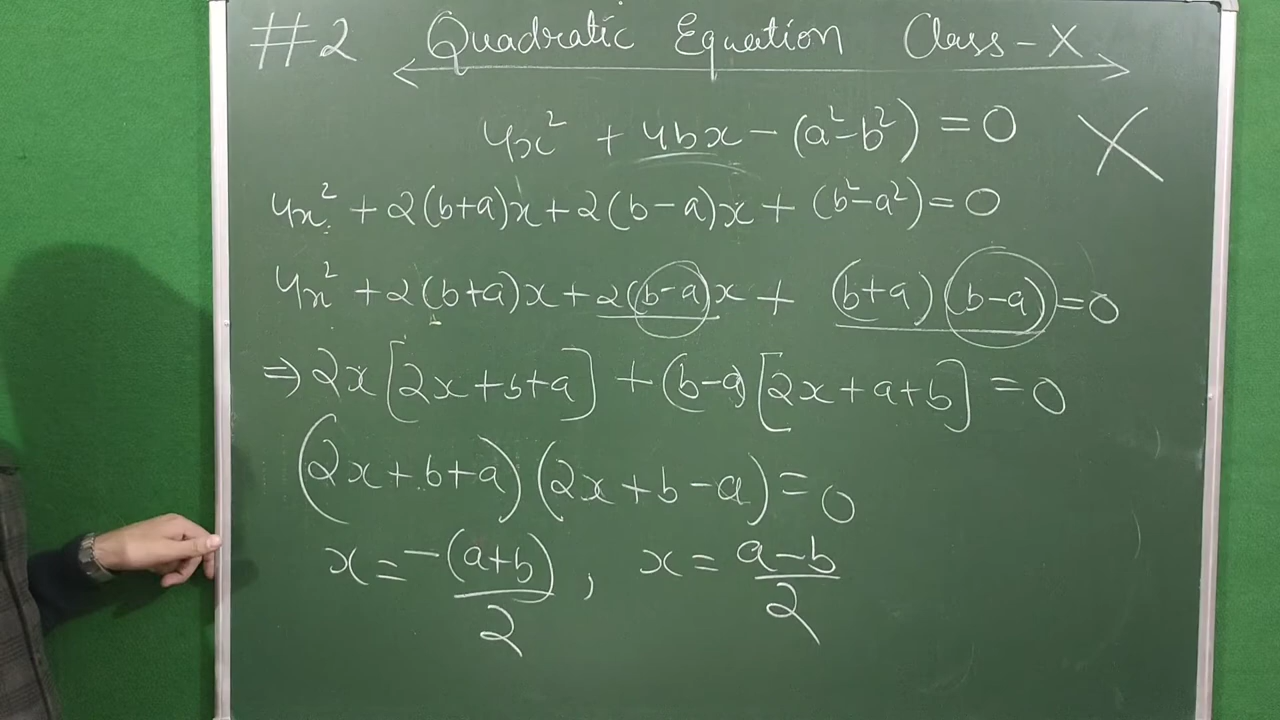 #2 Quadratic Equation Class-X
4x² + 4bx - (a²-b²) = 0
4x² + 2(b+a)x + 2(b-a)x + (b²-a²) = 0
4x² + 2(b+a)x + 2(b-a)x + (b+a)(b-a) = 0
⇒ 2x[2x+b+a] + (b-a)[2x+a+b] = 0
(2x+b+a)(2x+b-a) = 0
x = -(a+b)/2 , x = a-b/2